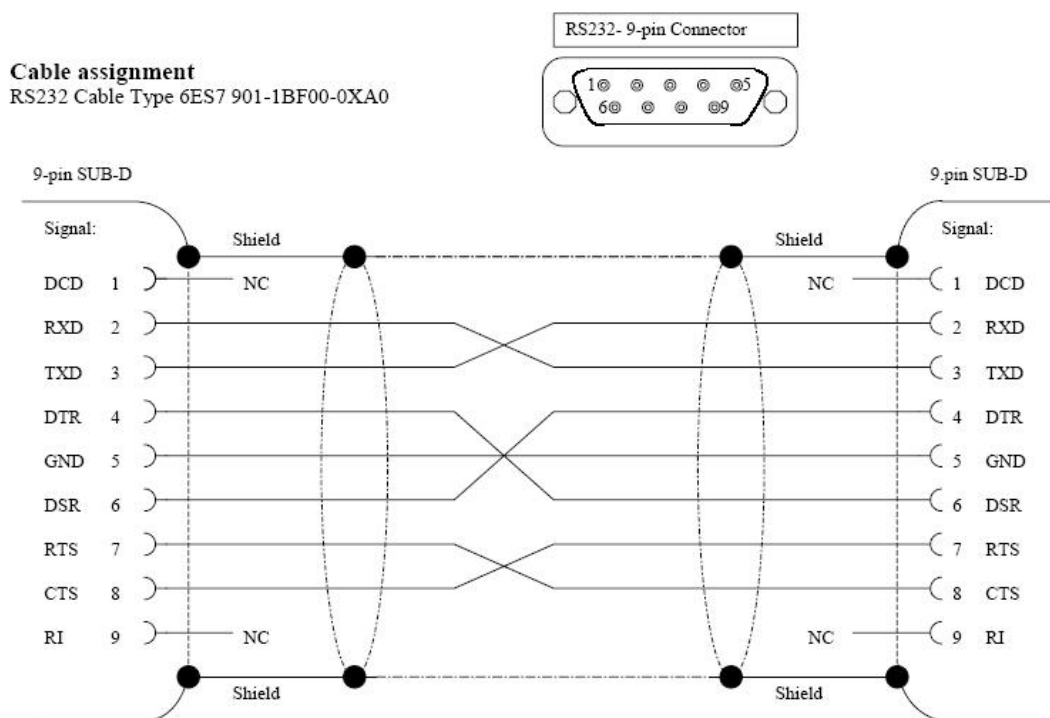 RS232- 9-pin Connector
Cable assignment
RS232 Cable Type 6ES7 901-1BF00-0XA0
1 5
6 9
9-pin SUB-D 9.pin SUB-D
Signal: Shield Shield Signal:
DCD 1 NC NC 1 DCD
RXD 2 2 RXD
TXD 3 3 TXD
DTR 4 4 DTR
GND 5 5 GND
DSR 6 6 DSR
RTS 7 7 RTS
CTS 8 8 CTS
RI 9 NC NC 9 RI
Shield Shield